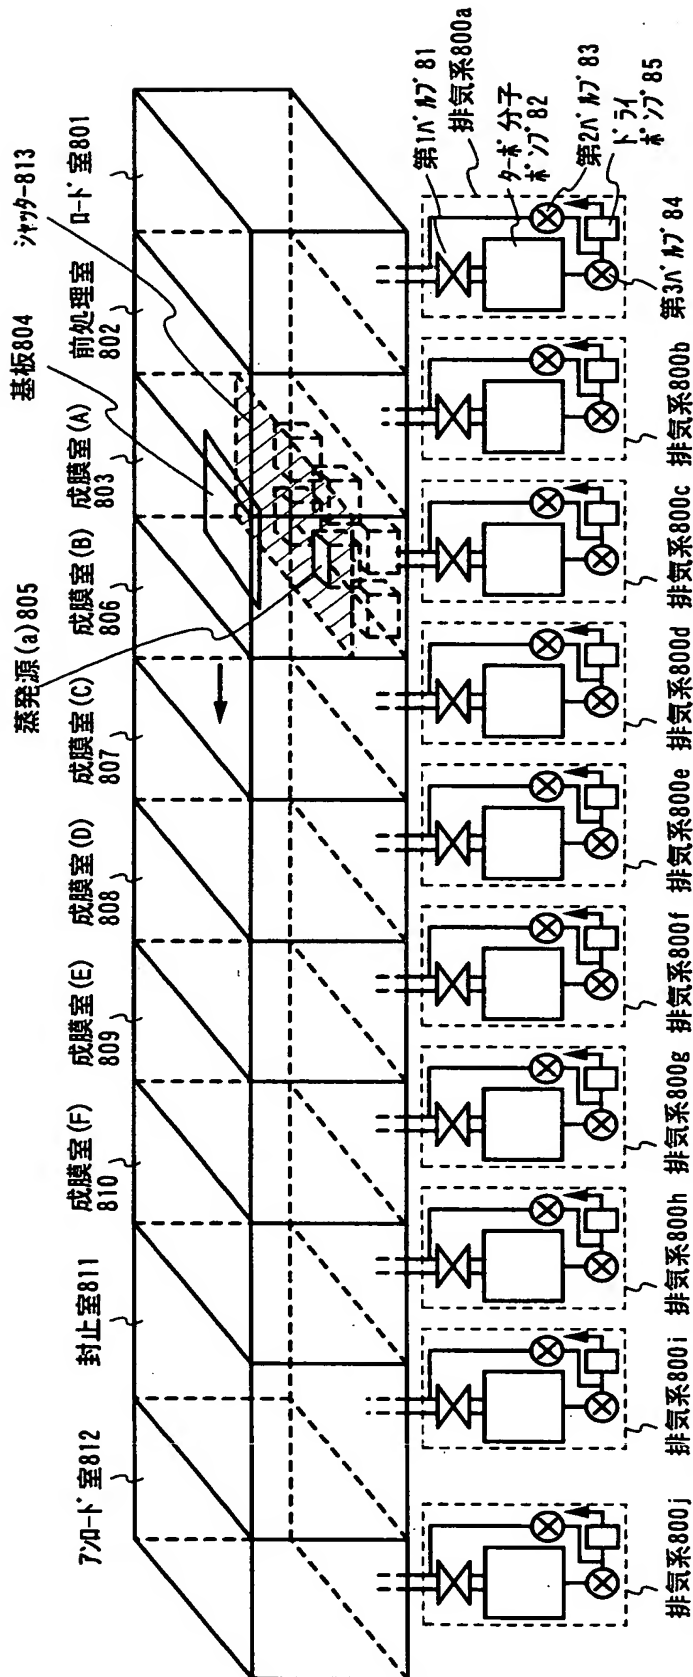 アンロード室812
封止室811
成膜室(F)
810
成膜室(E)
809
成膜室(D)
808
成膜室(C)
807
蒸発源(a)805
成膜室(B)
806
成膜室(A)
803
基板804
前処理室
802
シャッター813
ロード室801
第1バルブ81
排気系800a
ターボ分子
ポンプ82
第2バルブ83
ドライ
ポンプ85
第3バルブ84
排気系800b
排気系800c
排気系800d
排気系800e
排気系800f
排気系800g
排気系800h
排気系800i
排気系800j